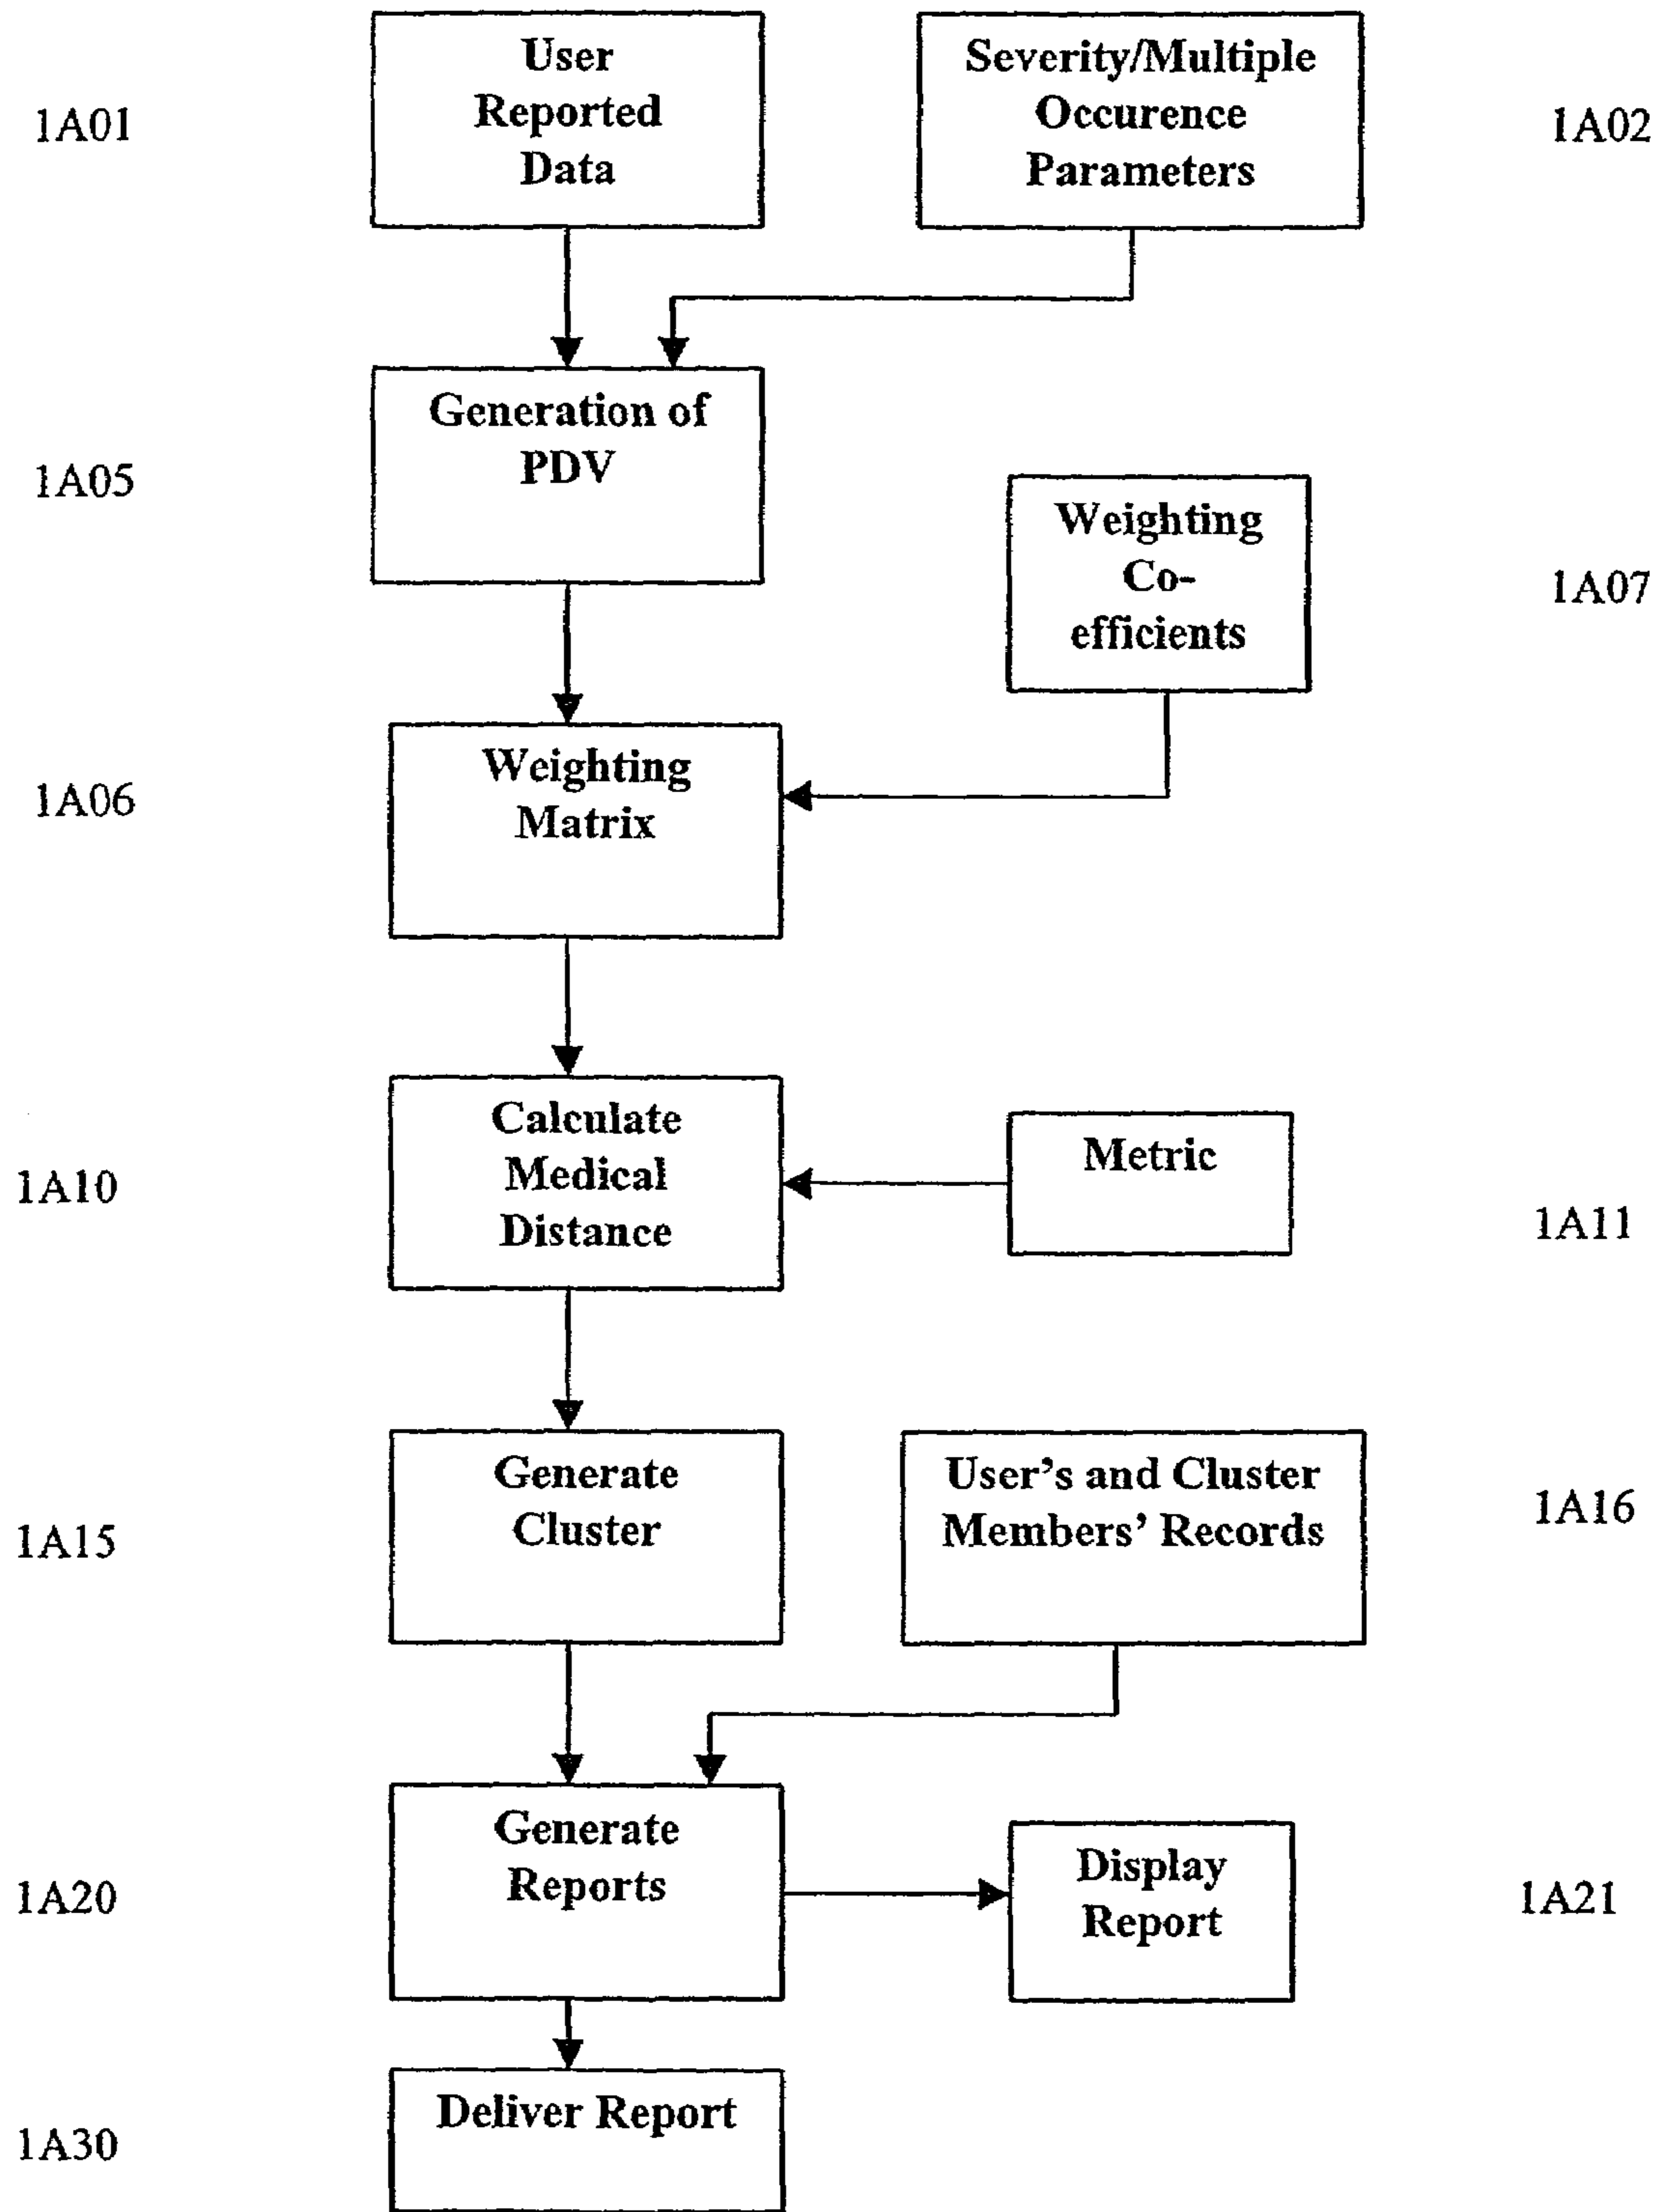 1A01
User
Reported
Data
Severity/Multiple
Occurence
Parameters
1A02
1A05
Generation of
PDV
Weighting
Co-
efficients
1A07
1A06
Weighting
Matrix
1A10
Calculate
Medical
Distance
Metric
1A11
1A15
Generate
Cluster
User's and Cluster
Members' Records
1A16
1A20
Generate
Reports
Display
Report
1A21
1A30
Deliver Report